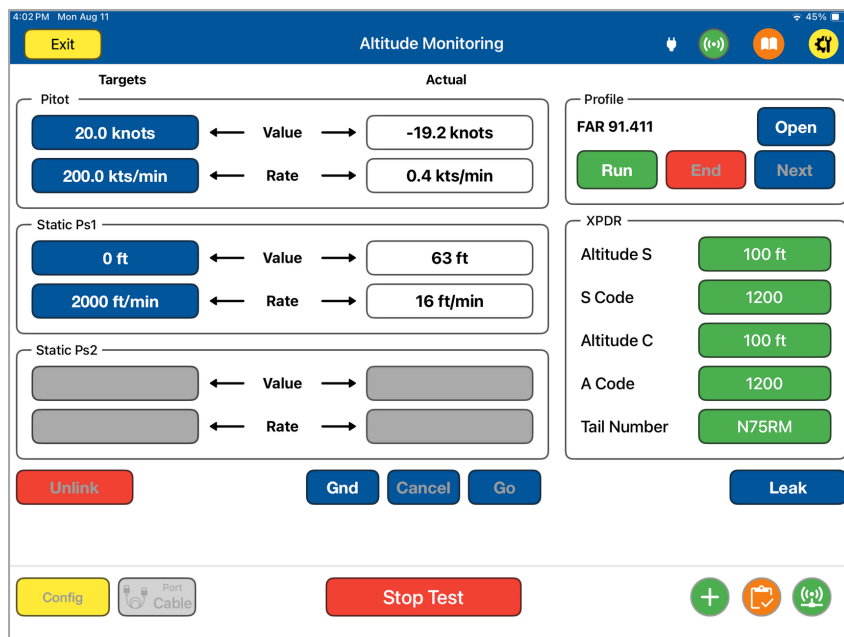 4:02 PM Mon Aug 11
45%
Exit
Altitude Monitoring
Targets
Actual
Pitot
20.0 knots
Value
-19.2 knots
200.0 kts/min
Rate
0.4 kts/min
Static Ps1
0 ft
Value
63 ft
2000 ft/min
Rate
16 ft/min
Static Ps2
Value
Rate
Unlink
Gnd
Cancel
Go
Profile
FAR 91.411
Open
Run
End
Next
XPDR
Altitude S
100 ft
S Code
1200
Altitude C
100 ft
A Code
1200
Tail Number
N75RM
Leak
Config
Port
Cable
Stop Test